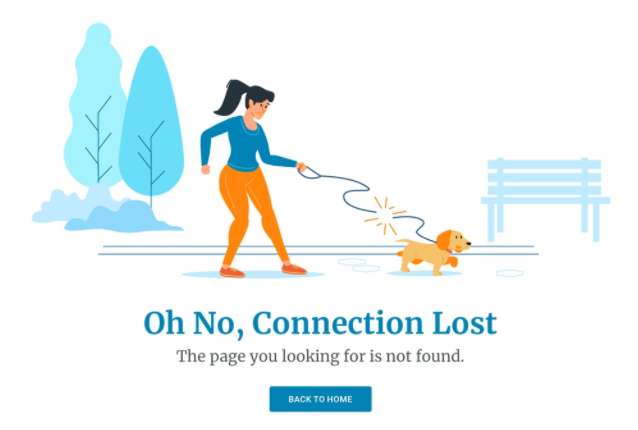 Oh No, Connection Lost
The page you looking for is not found.
BACK TO HOME